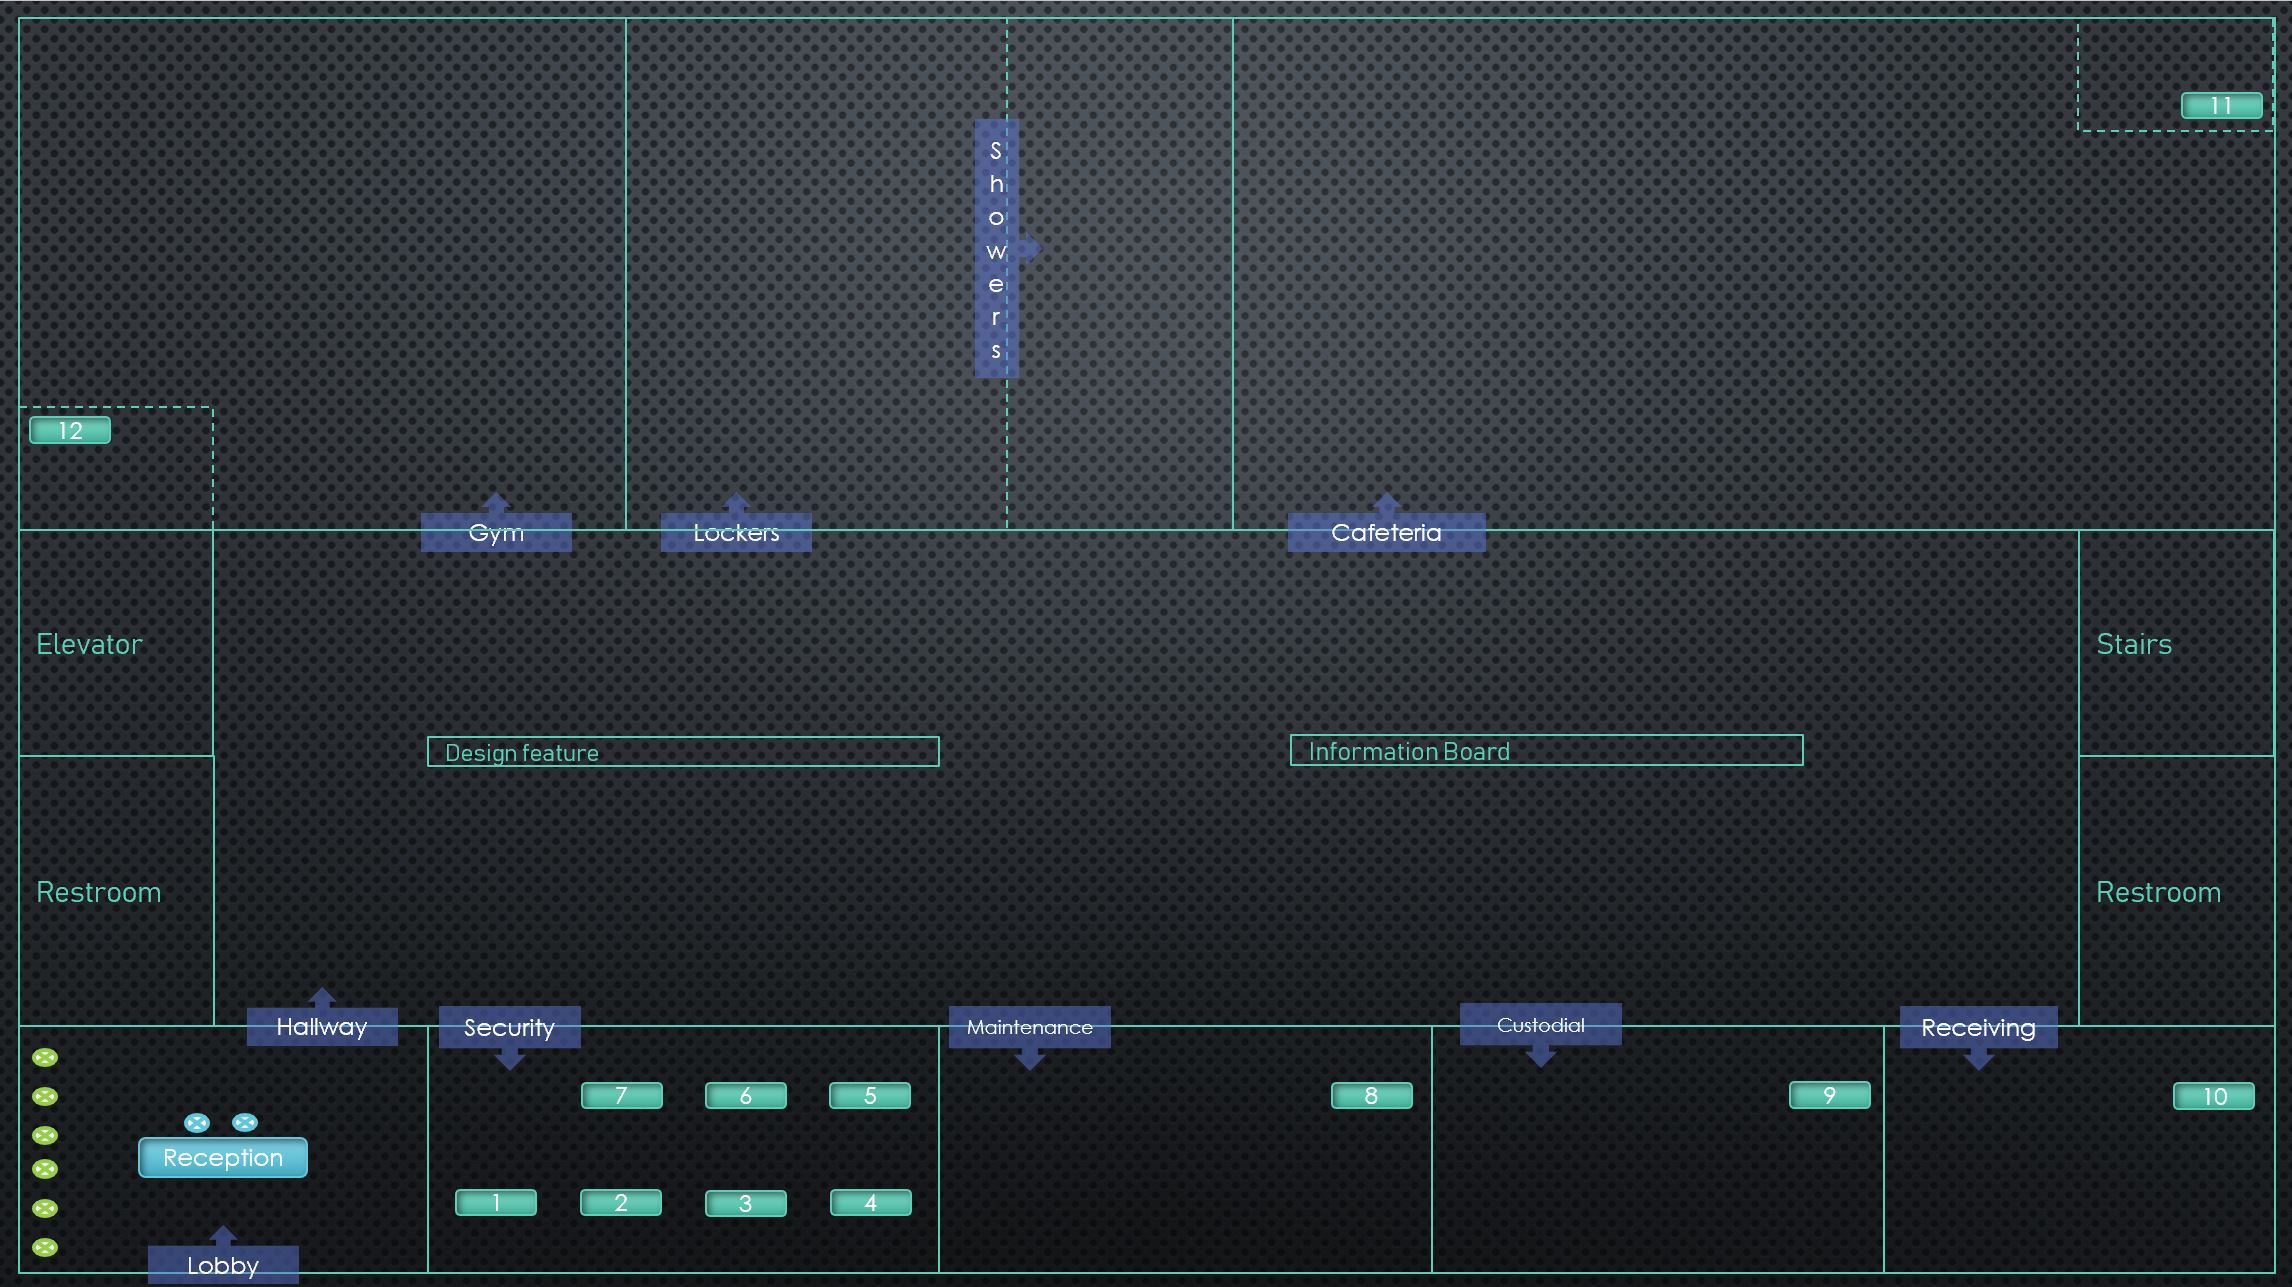 11
Showers
12
Gym
Lockers
Cafeteria
Elevator
Stairs
Design feature
Information Board
Restroom
Restroom
Hallway
Security
Maintenance
Custodial
Receiving
7
6
5
8
9
10
Reception
1
2
3
4
Lobby